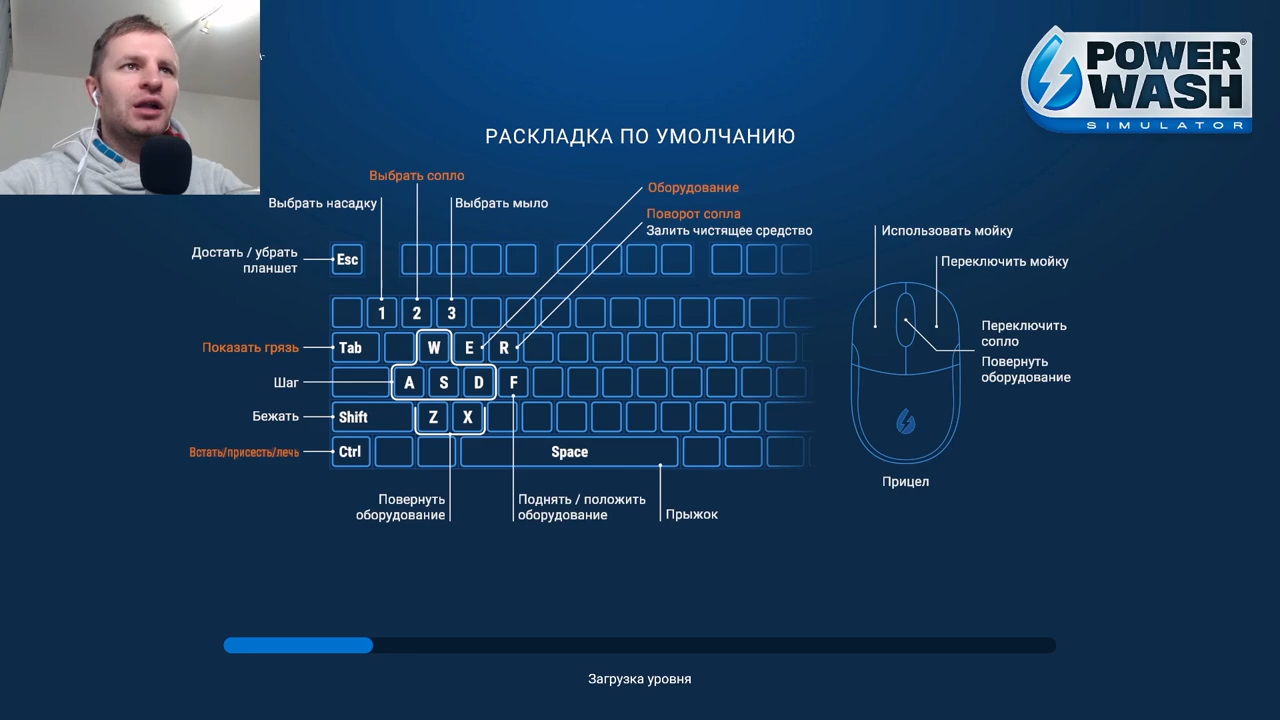 POWER
WASH
SIMULATOR
РАСКЛАДКА ПО УМОЛЧАНИЮ
Выбрать сопло
Оборудование
Выбрать насадку
Выбрать мыло
Поворот сопла
Залить чистящее средство
Использовать мойку
Достать / убрать
планшет
Esc
Переключить мойку
1 2 3
Переключить
сопло
Показать грязь
Tab W E R
Повернуть
оборудование
Шаг
A S D F
Бежать
Shift Z X
Встать/присесть/лечь
Ctrl Space
Прицел
Повернуть
оборудование
Поднять / положить
оборудование
Прыжок
Загрузка уровня